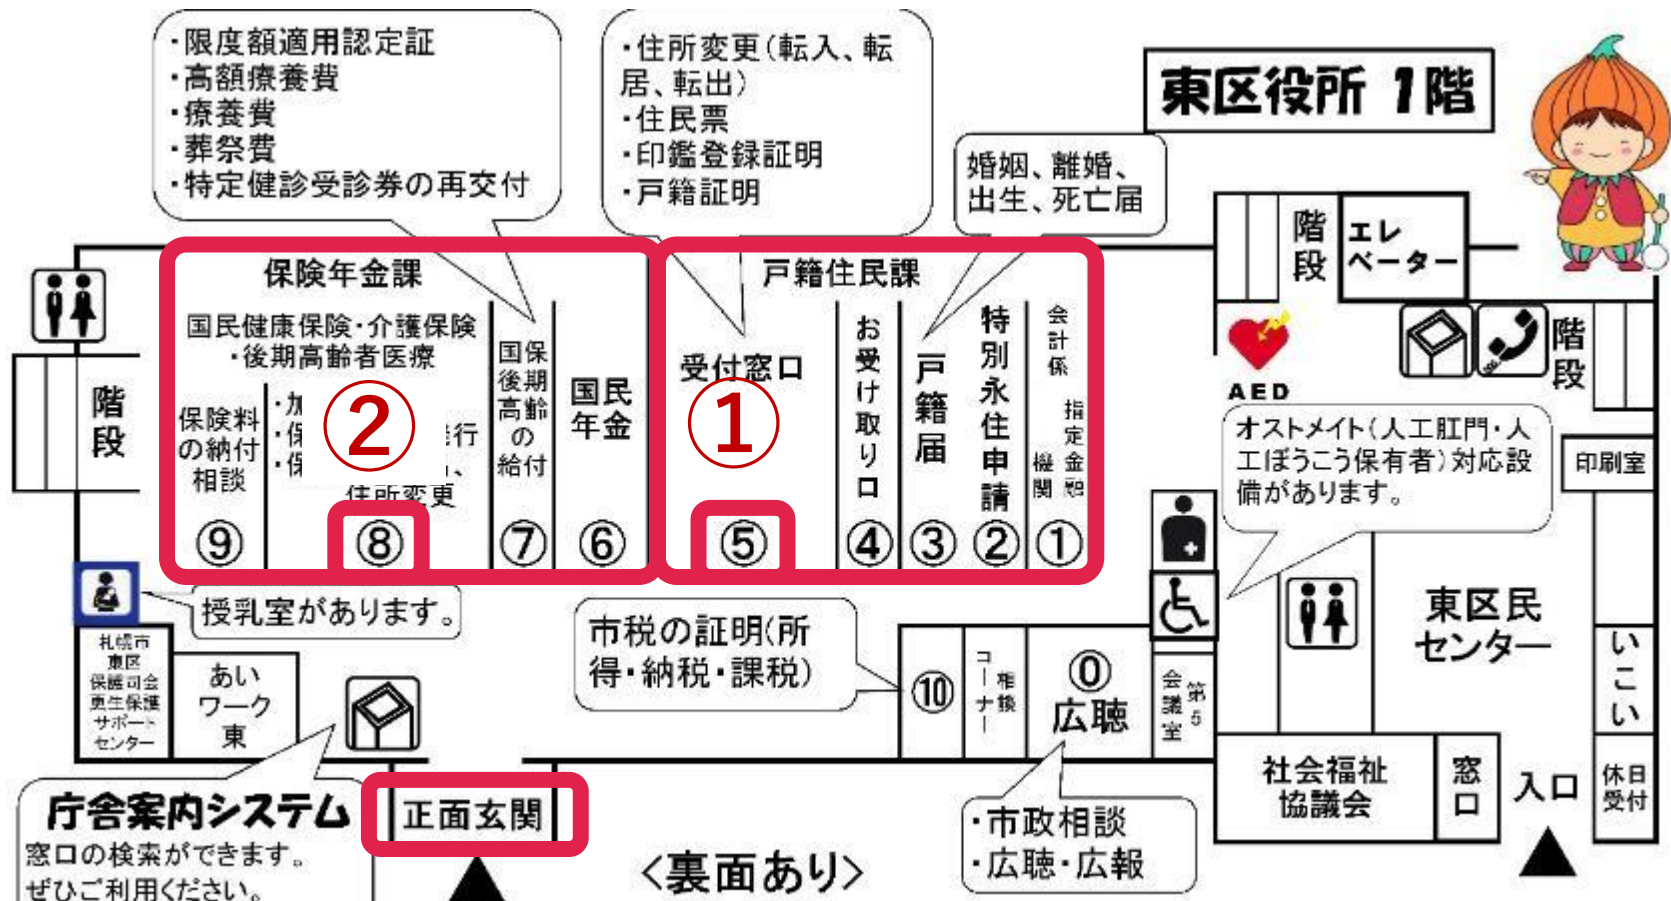 ・限度額適用認定証
・高額療養費
・療養費
・葬祭費
・特定健診受診券の再交付
・住所変更(転入、転
居、転出)
・住民票
・印鑑登録証明
・戸籍証明
婚姻、離婚、
出生、死亡届
東区役所 1階
階段
エレ
ベーター
保険年金課
国民健康保険・介護保険
・後期高齢者医療
保険料
の納付
相談
⑨
・加
・保
発行
・保
、
住所変更
②
⑧
国保
後期
高齢
の
給付
⑦
国民
年金
⑥
戸籍住民課
受付窓口
①
⑤
お受け取り口
④
戸籍届
③
特別永住申請
②
会計係
指定金融
機関
①
階段
AED
階段
オストメイト(人工肛門・人
工ぼうこう保有者)対応設
備があります。
印刷室
授乳室があります。
札幌市
東区
保護司会
更生保護
サポート
センター
あい
ワーク
東
市税の証明(所
得・納税・課税)
⑩
相談
コーナー
⓪
広聴
第5
会議室
東区民
センター
いこい
社会福祉
協議会
窓口
入口
休日
受付
庁舎案内システム
窓口の検索ができます。
ぜひご利用ください。
正面玄関
<裏面あり>
・市政相談
・広聴・広報